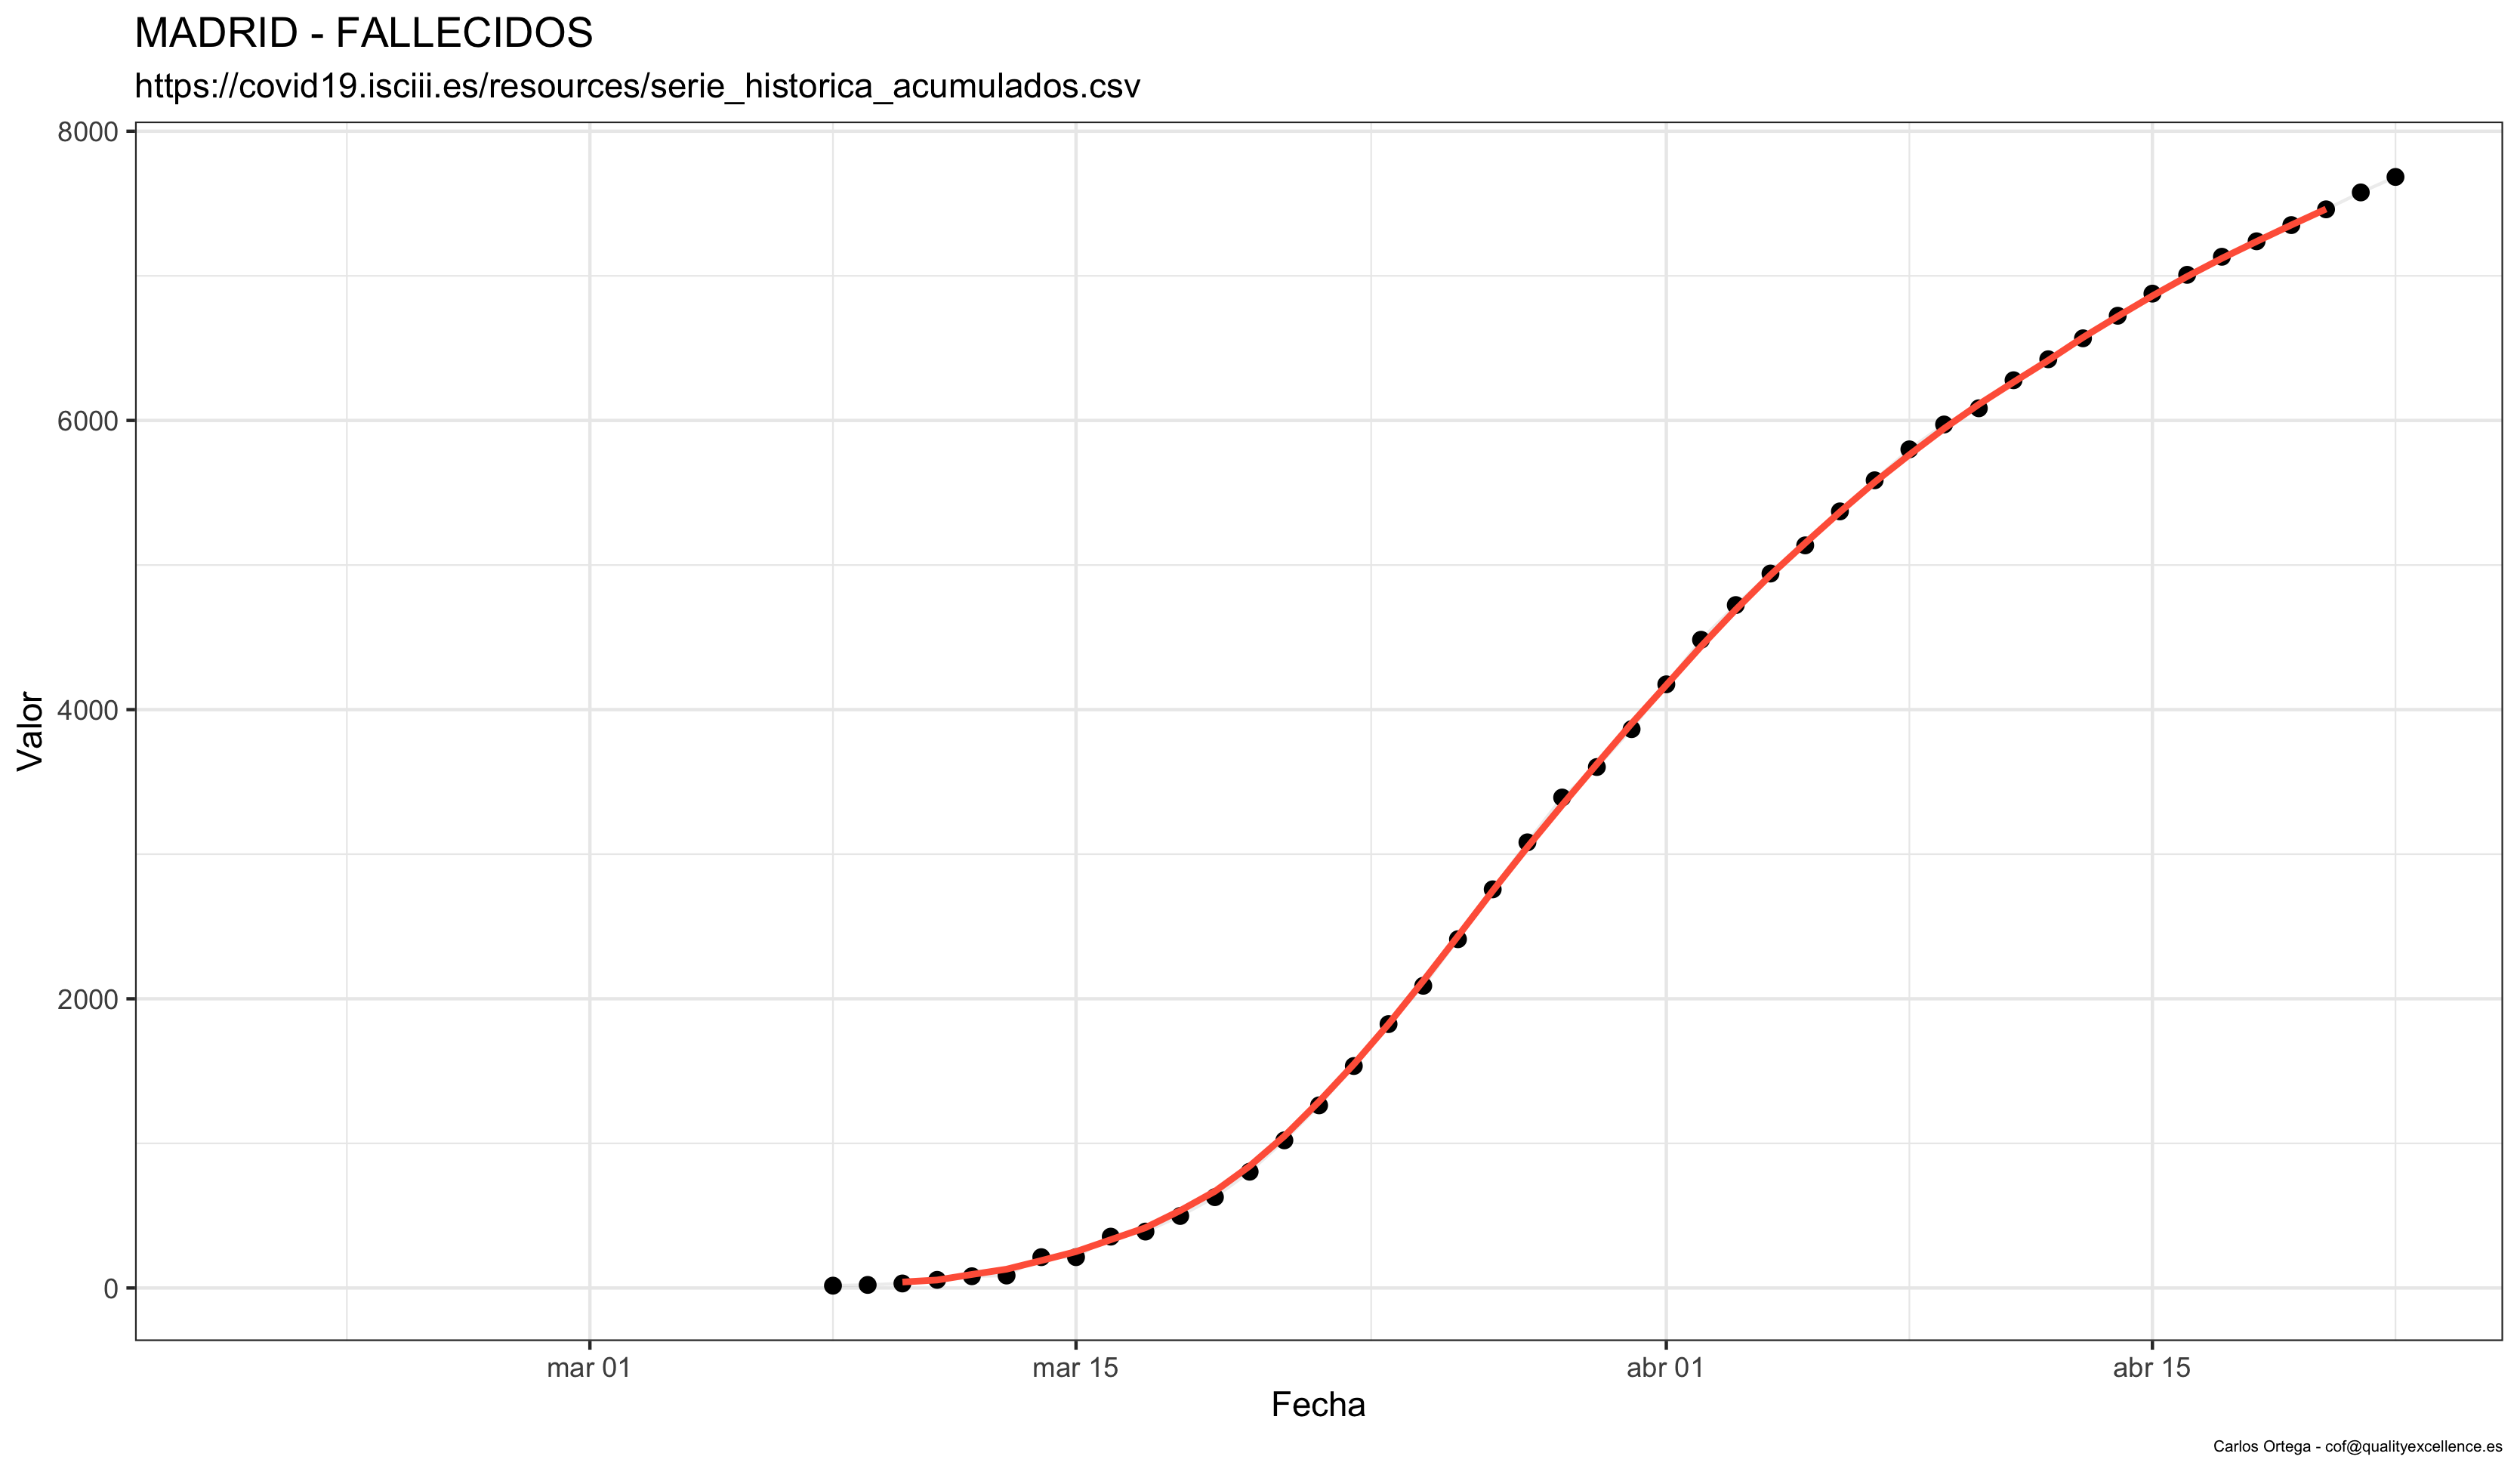 MADRID - FALLECIDOS
https://covid19.isciii.es/resources/serie_historica_acumulados.csv
8000
6000
4000
2000
0
Valor
mar 01
mar 15
abr 01
abr 15
Fecha
Carlos Ortega - cof@qualityexcellence.es